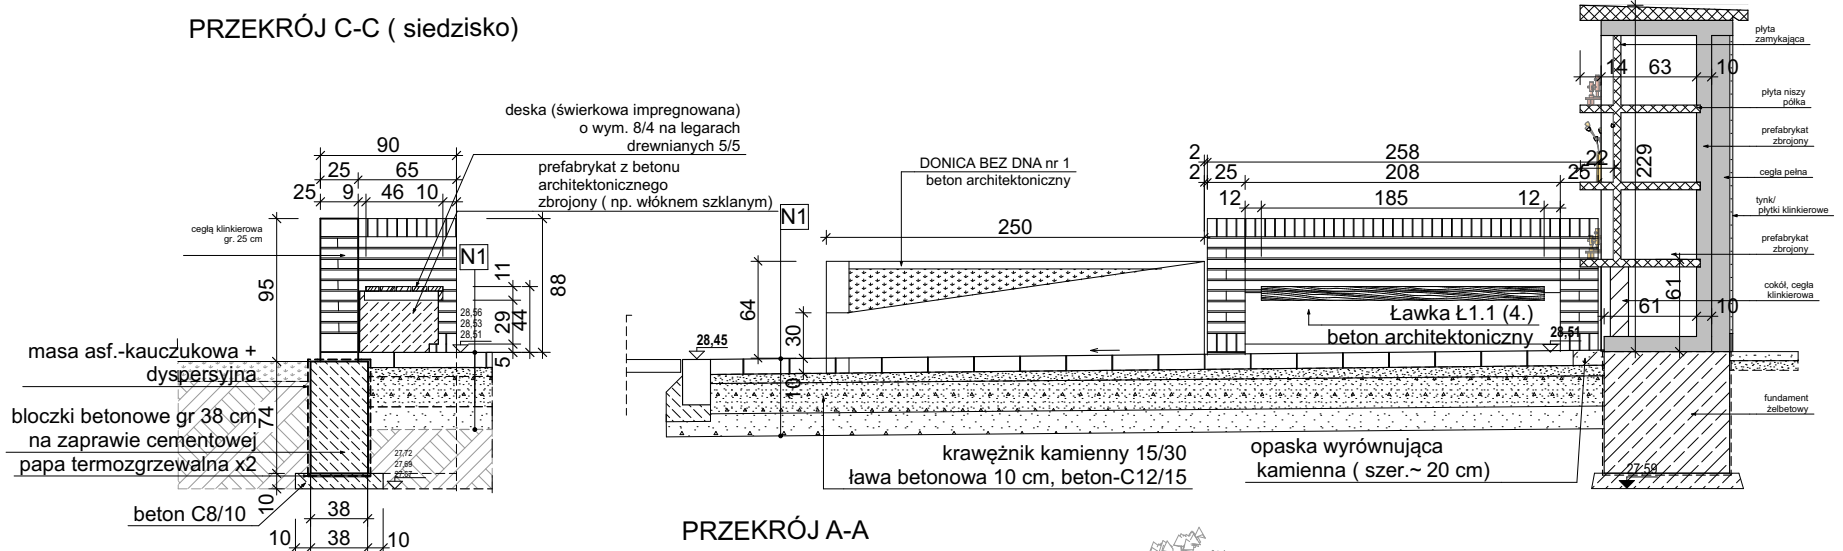 PRZEKRÓJ C-C ( siedzisko)
deska (świerkowa impregnowana)
o wym. 8/4 na legarach
drewnianych 5/5
prefabrykat z betonu
architektonicznego
zbrojony ( np. włóknem szklanym)
90
25 65
25 9 46 10
cegłą klinkierowa
gr. 25 cm
N1
95
88
11
29
44
5
28,56
28,53
28,51
masa asf.-kauczukowa +
dyspersyjna
bloczki betonowe gr 38 cm
na zaprawie cementowej
papa termozgrzewalna x2
74
10
27,72
27,69
beton C8/10
38
10 38 10
N1
DONICA BEZ DNA nr 1
beton architektoniczny
250
64
30
10
28,45
2 258
2 25 208 25
22
12 185 12
229
Ławka Ł1.1 (4.)
beton architektoniczny
28,51
krawężnik kamienny 15/30
ława betonowa 10 cm, beton-C12/15
opaska wyrównująca
kamienna ( szer.~ 20 cm)
PRZEKRÓJ A-A
14 63 10
61
61 10
27,59
płyta
zamykająca
płyta niszy
półka
prefabrykat
zbrojony
cegła pełna
tynk/
płytki klinkierowe
prefabrykat
zbrojony
cokół, cegła
klinkierowa
fundament
żelbetowy